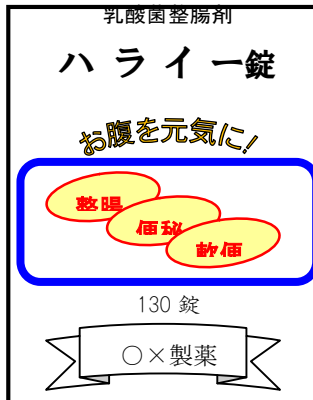 乳酸菌整腸剤
ハライー錠
お腹を元気に!
整腸
便秘
軟便
130 錠
○×製薬